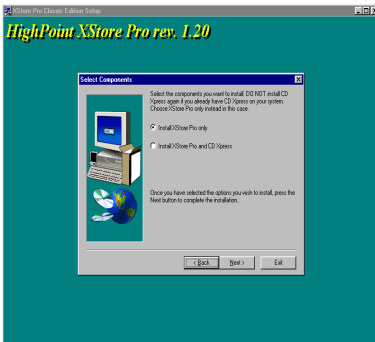 XStore Pro Classic Edition Setup
HighPoint XStore Pro rev. 1.20
Select Components
Select the components you want to install. DO NOT install CD
Xpress again if you already have CD Xpress on your system.
Choose XStore Pro only instead in this case.
Install XStore Pro only
Install XStore Pro and CD Xpress
Once you have selected the options you wish to install, press the
Next button to complete the installation..
< Back
Next >
Exit